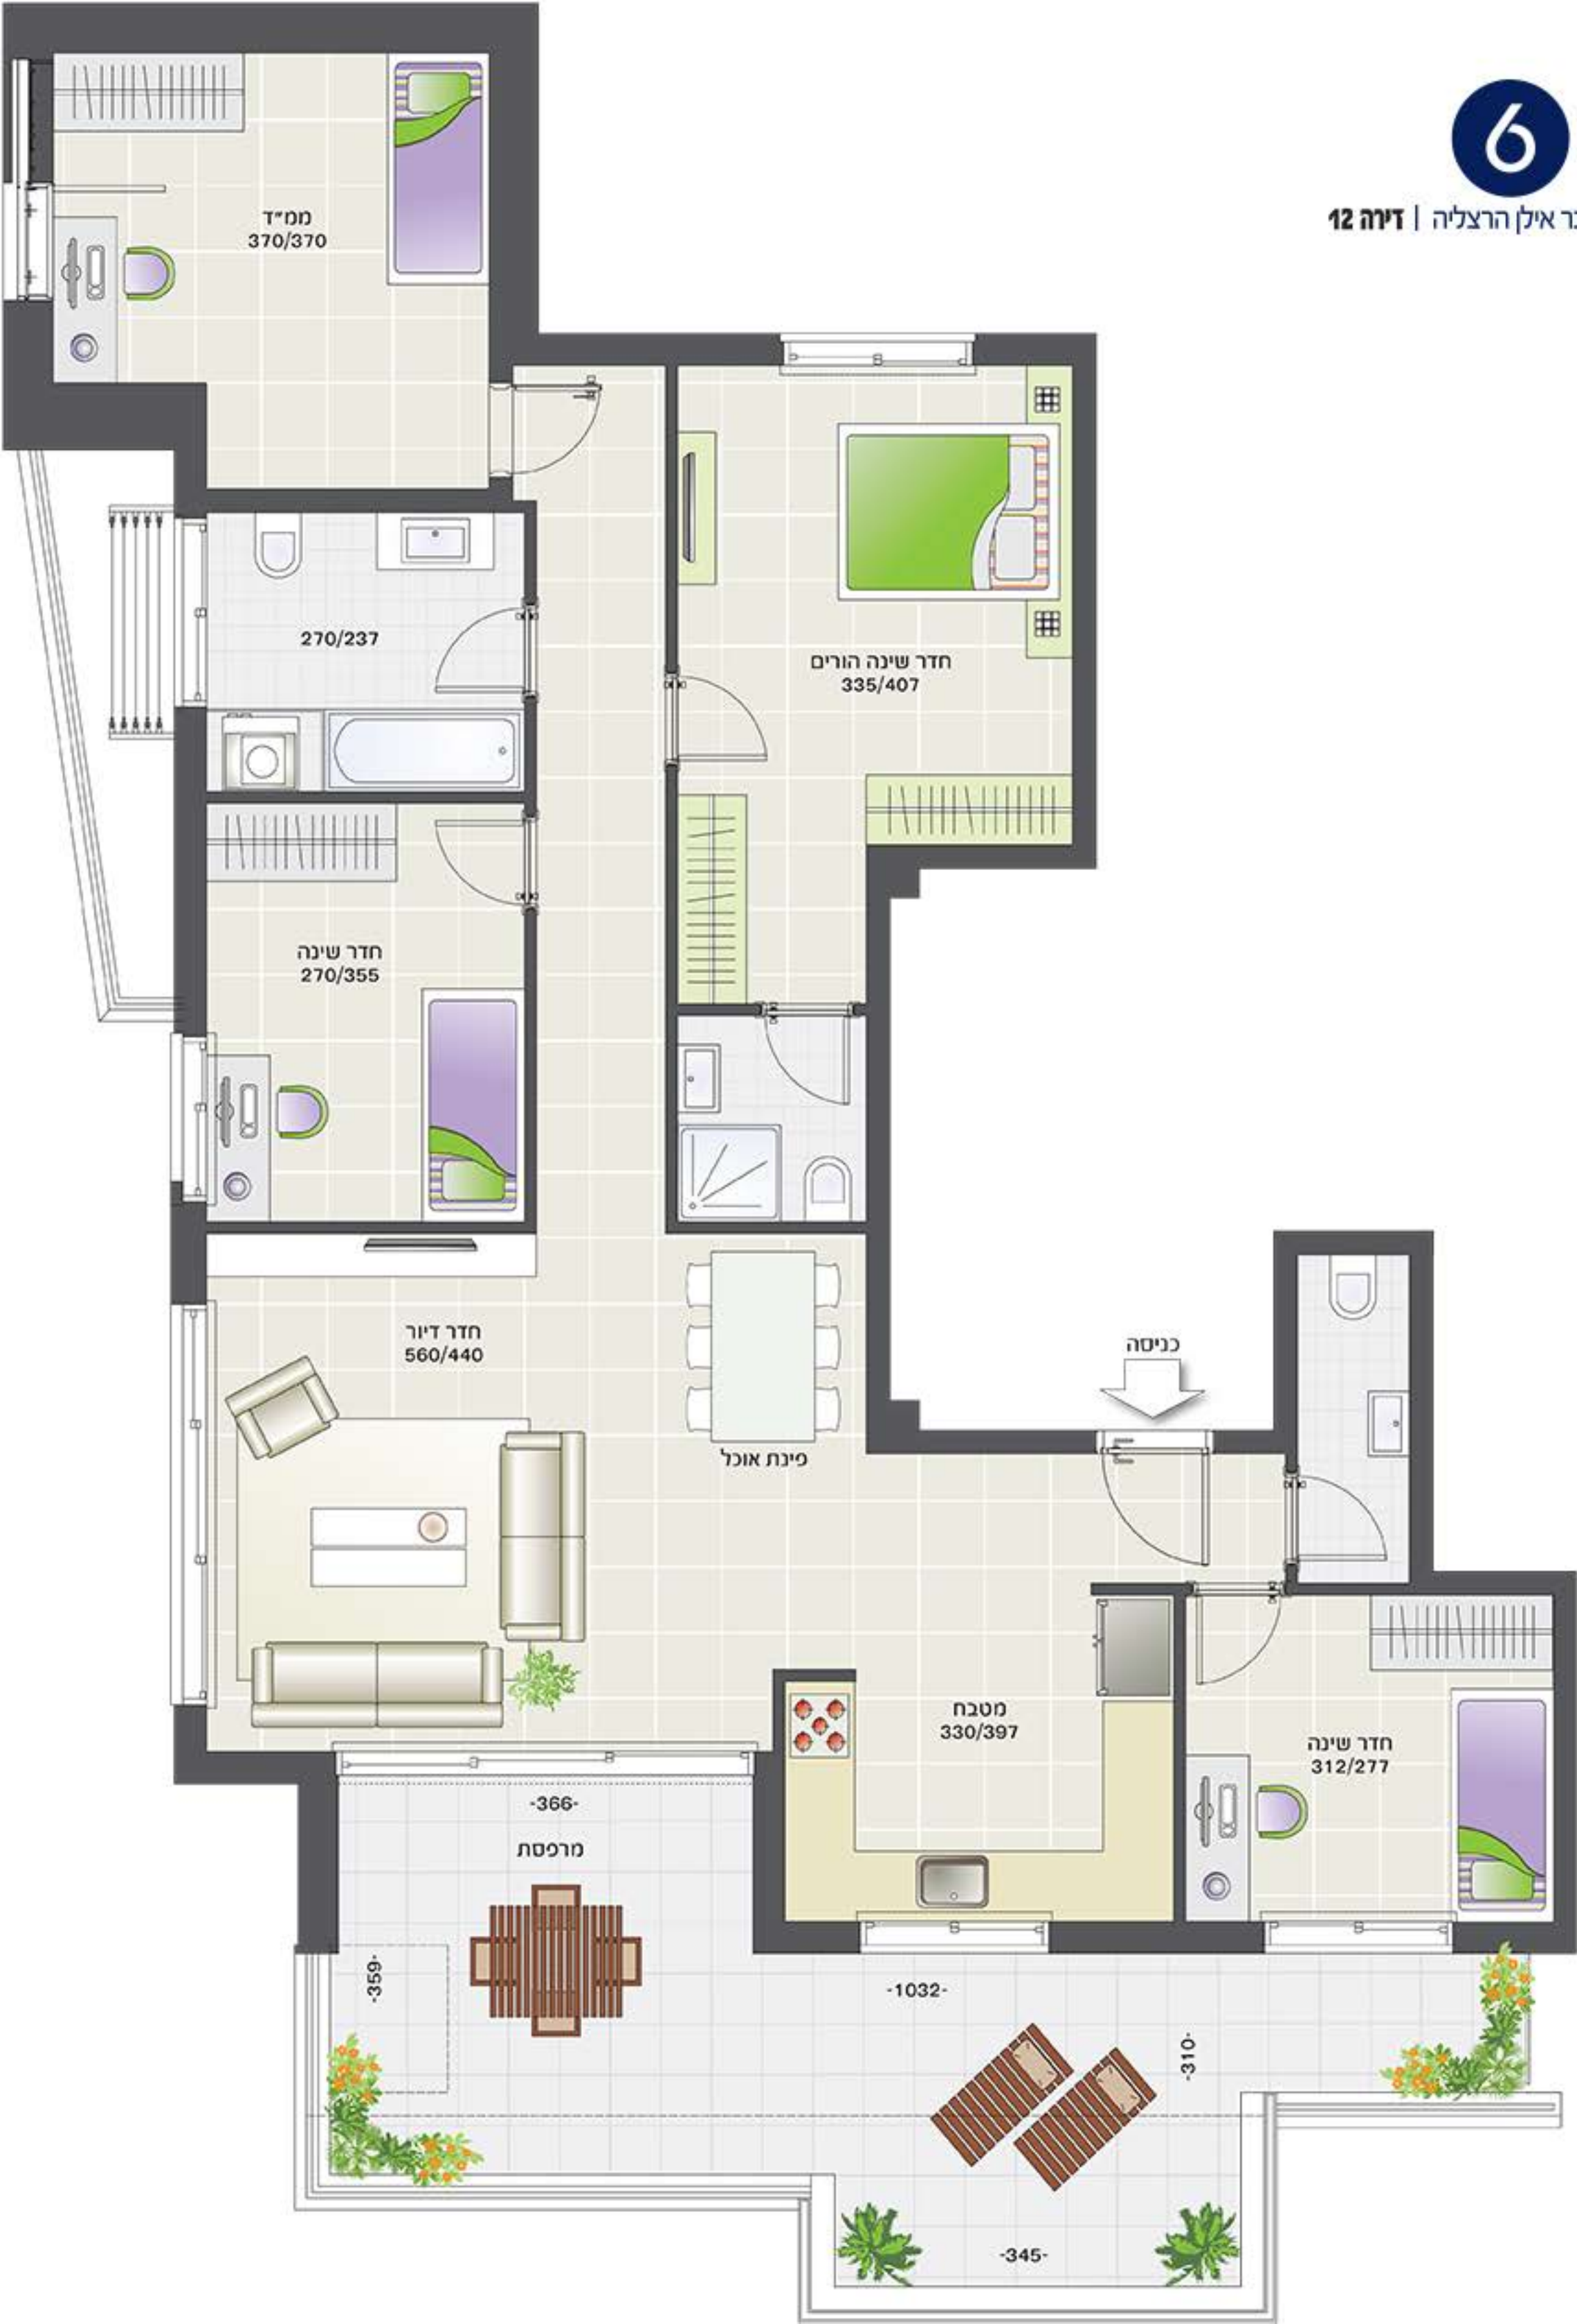 6
אילן הרצליה | דירה 12
ממ״ד
370/370
270/237
חדר שינה הורים
335/407
חדר שינה
270/355
חדר דיור
560/440
כניסה
פינת אוכל
מטבח
330/397
חדר שינה
312/277
-366-
מרפסת
-359-
-1032-
-310-
-345-